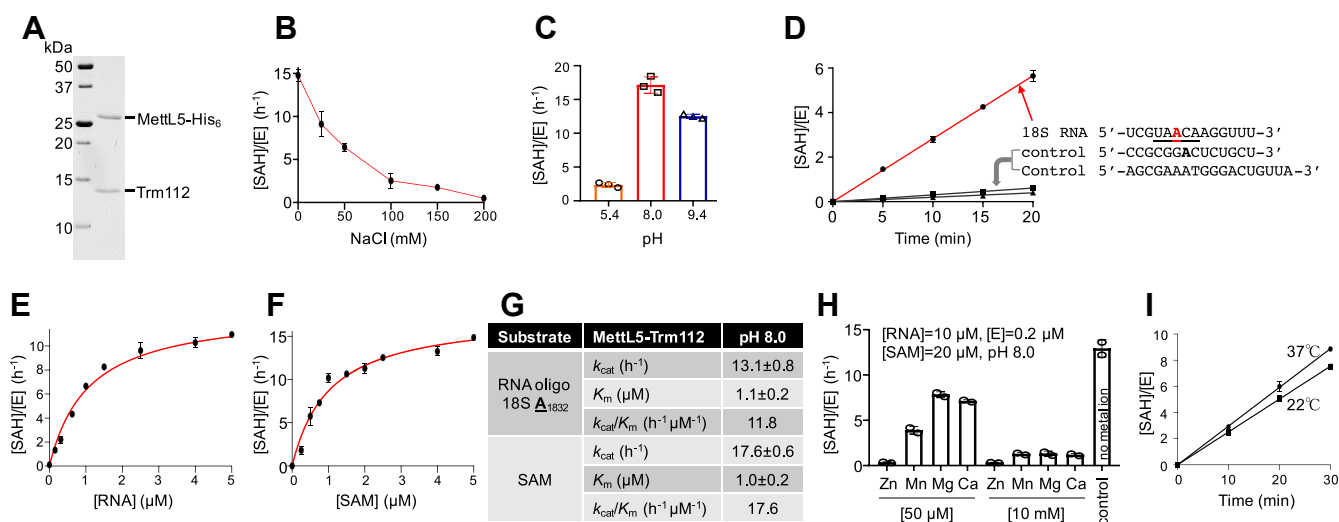 A
kDa
50
37
25
20
15
10
MettL5-His6
Trm112
B
[SAH]/[E] (h-1)
15
10
5
0
0 50 100 150 200
NaCl (mM)
C
[SAH]/[E] (h-1)
20
15
10
5
0
5.4 8.0 9.4
pH
D
[SAH]/[E]
6
4
2
0
0 5 10 15 20
Time (min)
18S RNA 5’-UCGUAACAAGGUUU-3’
control 5’-CCGCGGACUCUGCU-3’
Control 5’-AGCGAAAUGGGACUGUUA-3’
E
[SAH]/[E] (h-1)
10
8
6
4
2
0
0 1 2 3 4 5
[RNA] (µM)
F
[SAH]/[E] (h-1)
15
10
5
0
0 1 2 3 4 5
[SAM] (µM)
G
Substrate MettL5-Trm112 pH 8.0
RNA oligo
18S A1832
kcat (h-1) 13.1±0.8
Km (µM) 1.1±0.2
kcat/Km (h-1 µM-1) 11.8
SAM
kcat (h-1) 17.6±0.6
Km (µM) 1.0±0.2
kcat/Km (h-1 µM-1) 17.6
H
[SAH]/[E] (h-1)
15
10
5
0
[RNA]=10 µM, [E]=0.2 µM
[SAM]=20 µM, pH 8.0
no metal ion
Zn Mn Mg Ca Zn Mn Mg Ca control
[50 µM] [10 mM]
I
[SAH]/[E]
10
8
6
4
2
0
37℃
22℃
0 10 20 30
Time (min)